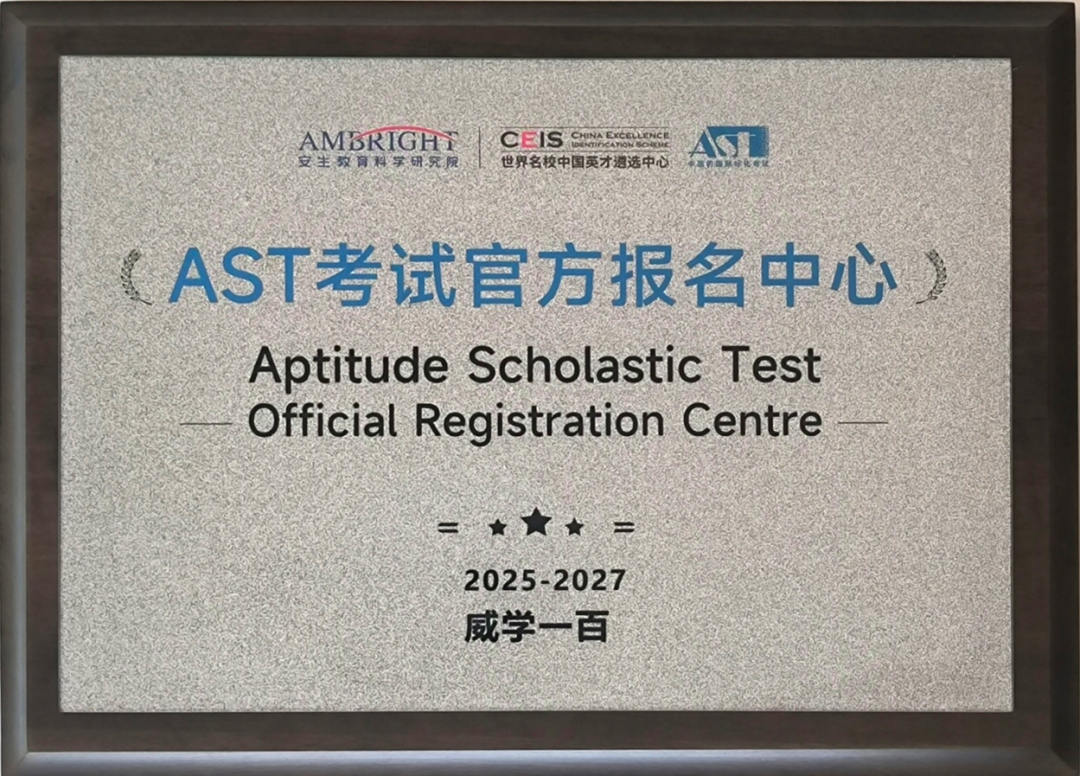 AMBRIGHT
安生教育科学研究院
CEIS CHINA EXCELLENCE IDENTIFICATION SCHEME
世界名校中国英才遴选中心
AST
AST考试官方报名中心
Aptitude Scholastic Test
Official Registration Centre
2025-2027
威学一百